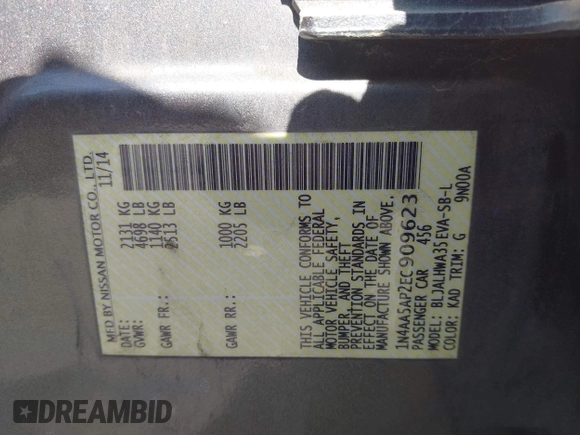 MFD BY NISSAN MOTOR CO., LTD.
DATE: 11/14
GVWR: 2131 KG
4698 LB
GAWR FR.: 1140 KG
2513 LB
GAWR RR.: 1000 KG
2205 LB
THIS VEHICLE CONFORMS TO
ALL APPLICABLE FEDERAL
MOTOR VEHICLE SAFETY,
BUMPER, AND THEFT
PREVENTION STANDARDS IN
EFFECT ON THE DATE OF
MANUFACTURE SHOWN ABOVE.
1N4AA5AP2EC909623
PASSENGER CAR 456
MODEL: BLJALHWA35EVA-SB-L
COLOR: KAD TRIM: G 9N00A
DREAMBID